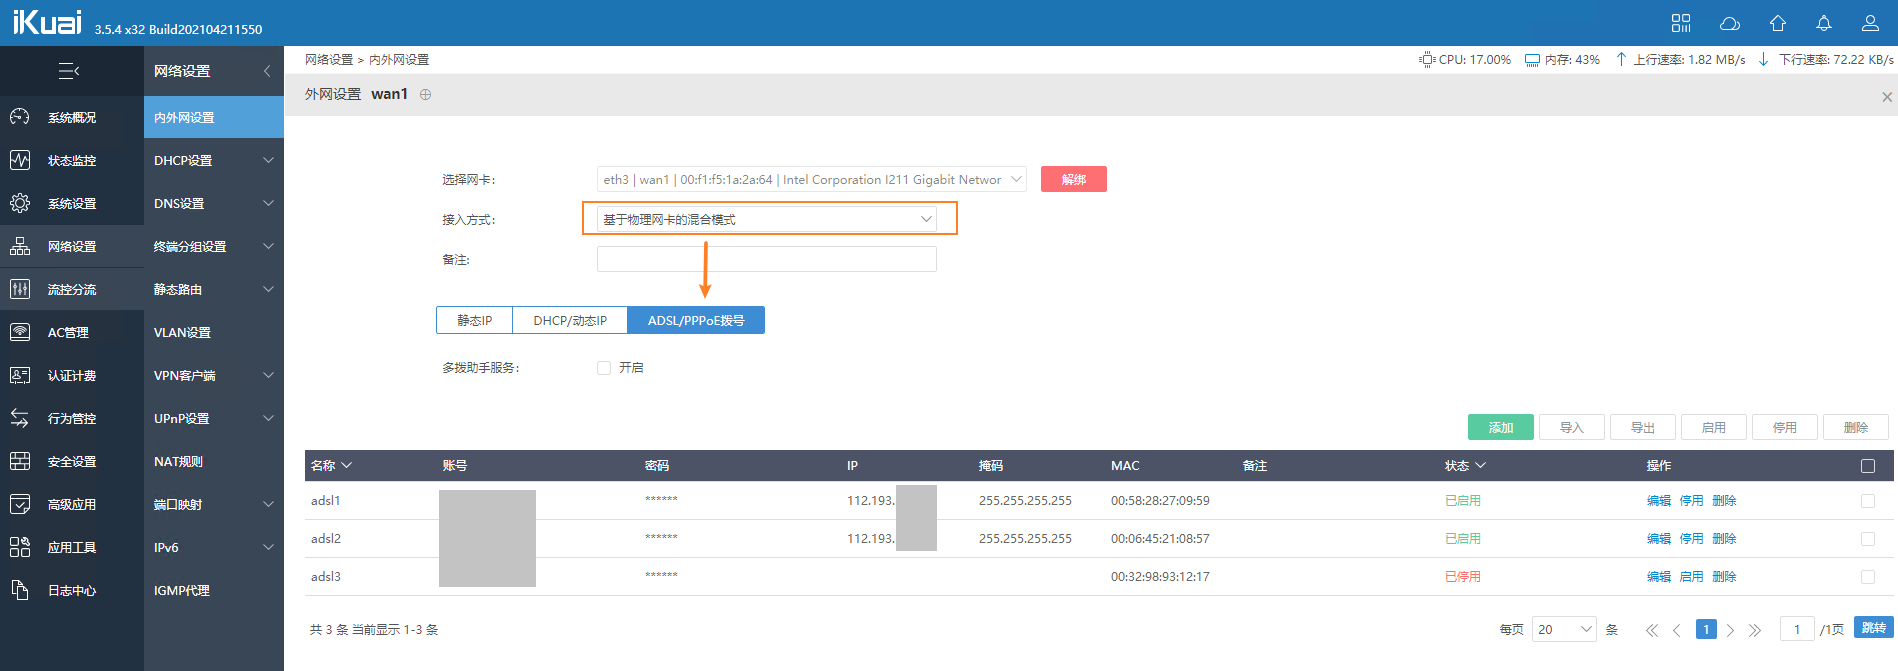 iKuai 3.5.4 x32 Build202104211550
网络设置
内外网设置
DHCP设置
DNS设置
终端分组设置
静态路由
VLAN设置
VPN客户端
UPnP设置
NAT规则
端口映射
IPv6
IGMP代理
系统概况
状态监控
系统设置
网络设置
流控分流
AC管理
认证计费
行为管控
安全设置
高级应用
应用工具
日志中心
网络设置 > 内外网设置
CPU: 17.00% 内存: 43% 上行速率: 1.82 MB/s 下行速率: 72.22 KB/s
外网设置 wan1
选择网卡: eth3 | wan1 | 00:f1:f5:1a:2a:64 | Intel Corporation I211 Gigabit Networ 解绑
接入方式: 基于物理网卡的混合模式
备注:
静态IP DHCP/动态IP ADSL/PPPoE拨号
多拨助手服务: 开启
添加 导入 导出 启用 停用 删除
名称 账号 密码 IP 掩码 MAC 备注 状态 操作
adsl1 ****** 112.193. 255.255.255.255 00:58:28:27:09:59 已启用 编辑 停用 删除
adsl2 ****** 112.193. 255.255.255.255 00:06:45:21:08:57 已启用 编辑 停用 删除
adsl3 ****** 00:32:98:93:12:17 已停用 编辑 启用 删除
共 3 条 当前显示 1-3 条
每页 20 条 1 1 /1页 跳转